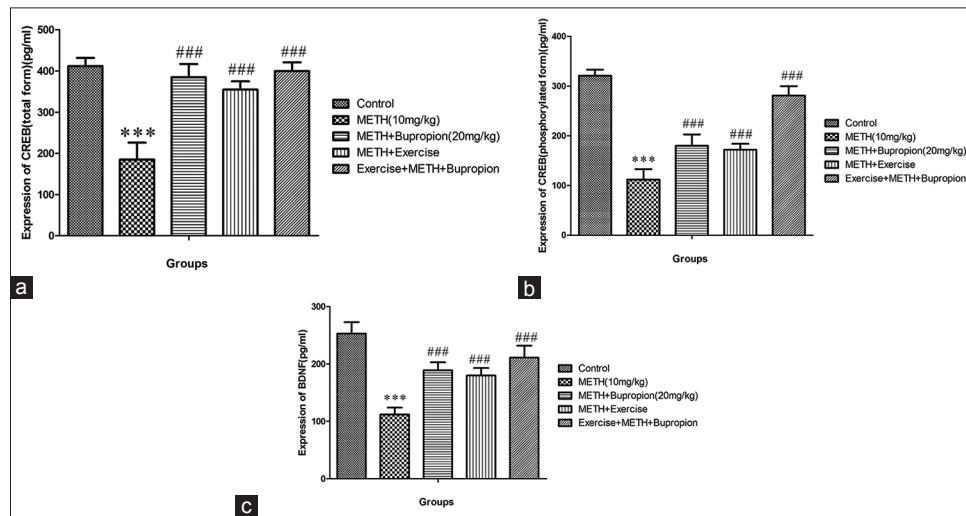 Expression of CREB(total form)(pg/ml)
500
400
300
200
100
0
***
###
###
###
Control
METH(10mg/kg)
METH+Bupropion(20mg/kg)
METH+Exercise
Exercise+METH+Bupropion
Groups
a
Expression of CREB(phosphorylated form)(pg/ml)
400
300
200
100
0
***
###
###
###
Control
METH(10mg/kg)
METH+Bupropion(20mg/kg)
METH+Exercise
Exercise+METH+Bupropion
Groups
b
Expression of BDNF(pg/ml)
300
200
100
0
***
###
###
###
Control
METH(10mg/kg)
METH+Bupropion(20mg/kg)
METH+Exercise
Exercise+METH+Bupropion
Groups
c